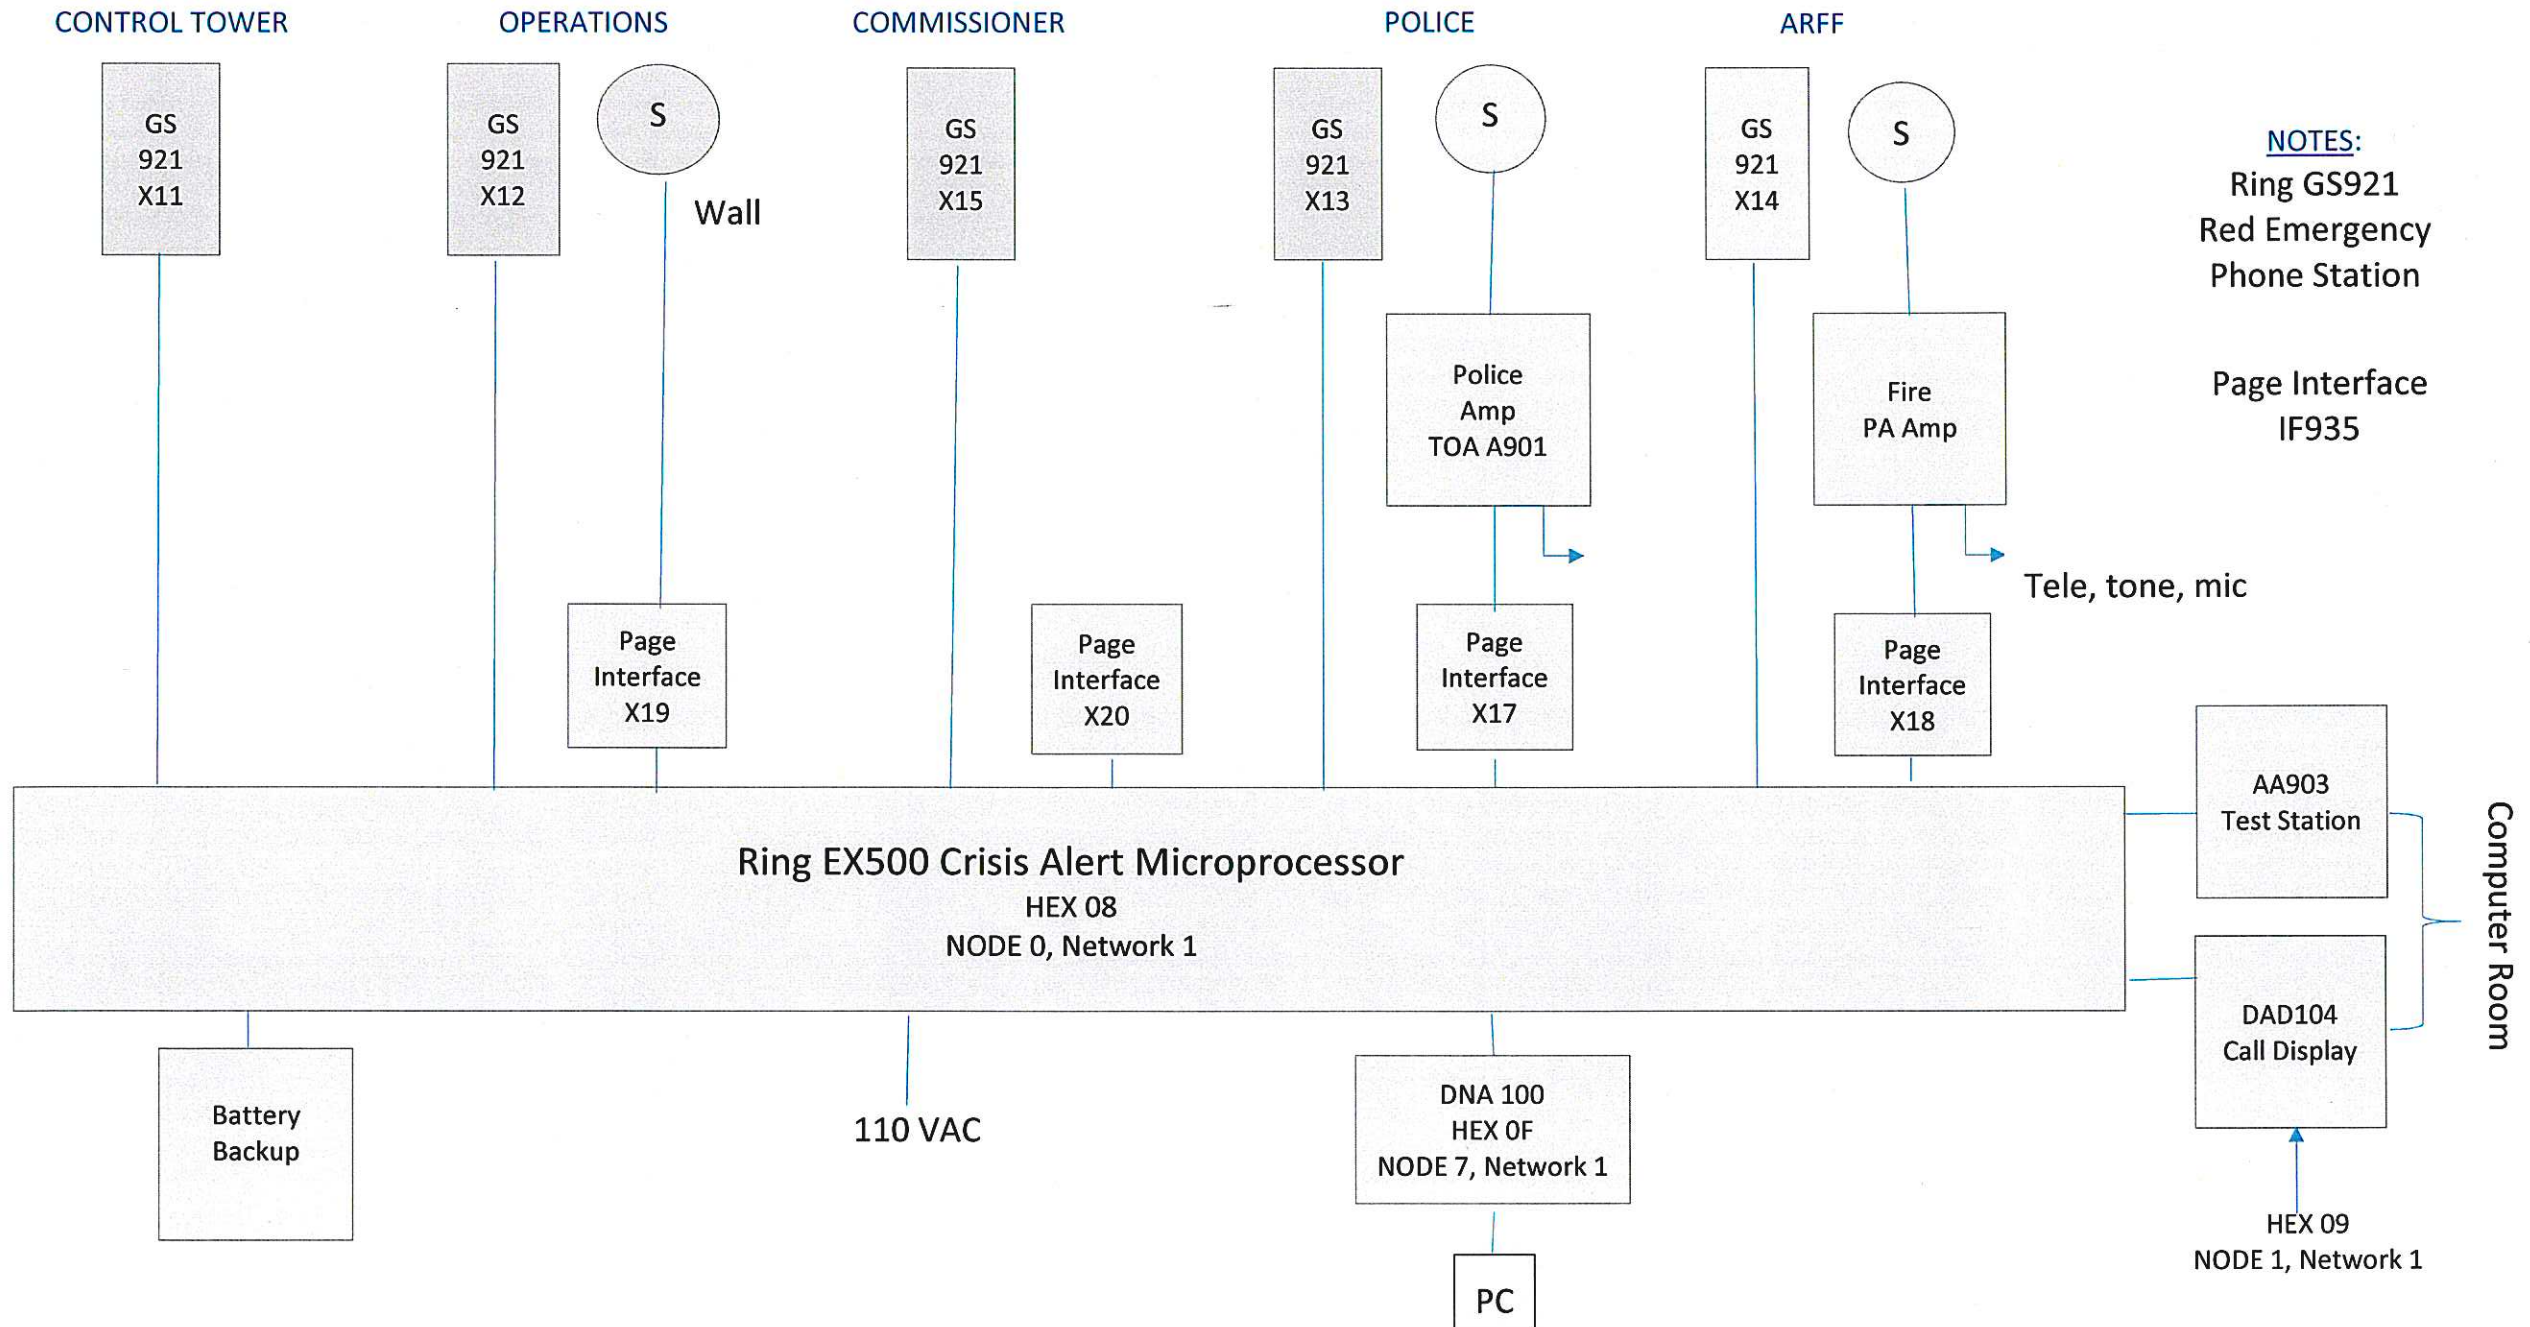 CONTROL TOWER
OPERATIONS
COMMISSIONER
POLICE
ARFF
GS
921
X11
GS
921
X12
S
Wall
GS
921
X15
GS
921
X13
S
GS
921
X14
S
NOTES:
Ring GS921
Red Emergency
Phone Station
Page Interface
IF935
Police
Amp
TOA A901
Fire
PA Amp
Tele, tone, mic
Page
Interface
X19
Page
Interface
X20
Page
Interface
X17
Page
Interface
X18
Ring EX500 Crisis Alert Microprocessor
HEX 08
NODE 0, Network 1
AA903
Test Station
DAD104
Call Display
Computer Room
Battery
Backup
110 VAC
DNA 100
HEX 0F
NODE 7, Network 1
PC
HEX 09
NODE 1, Network 1